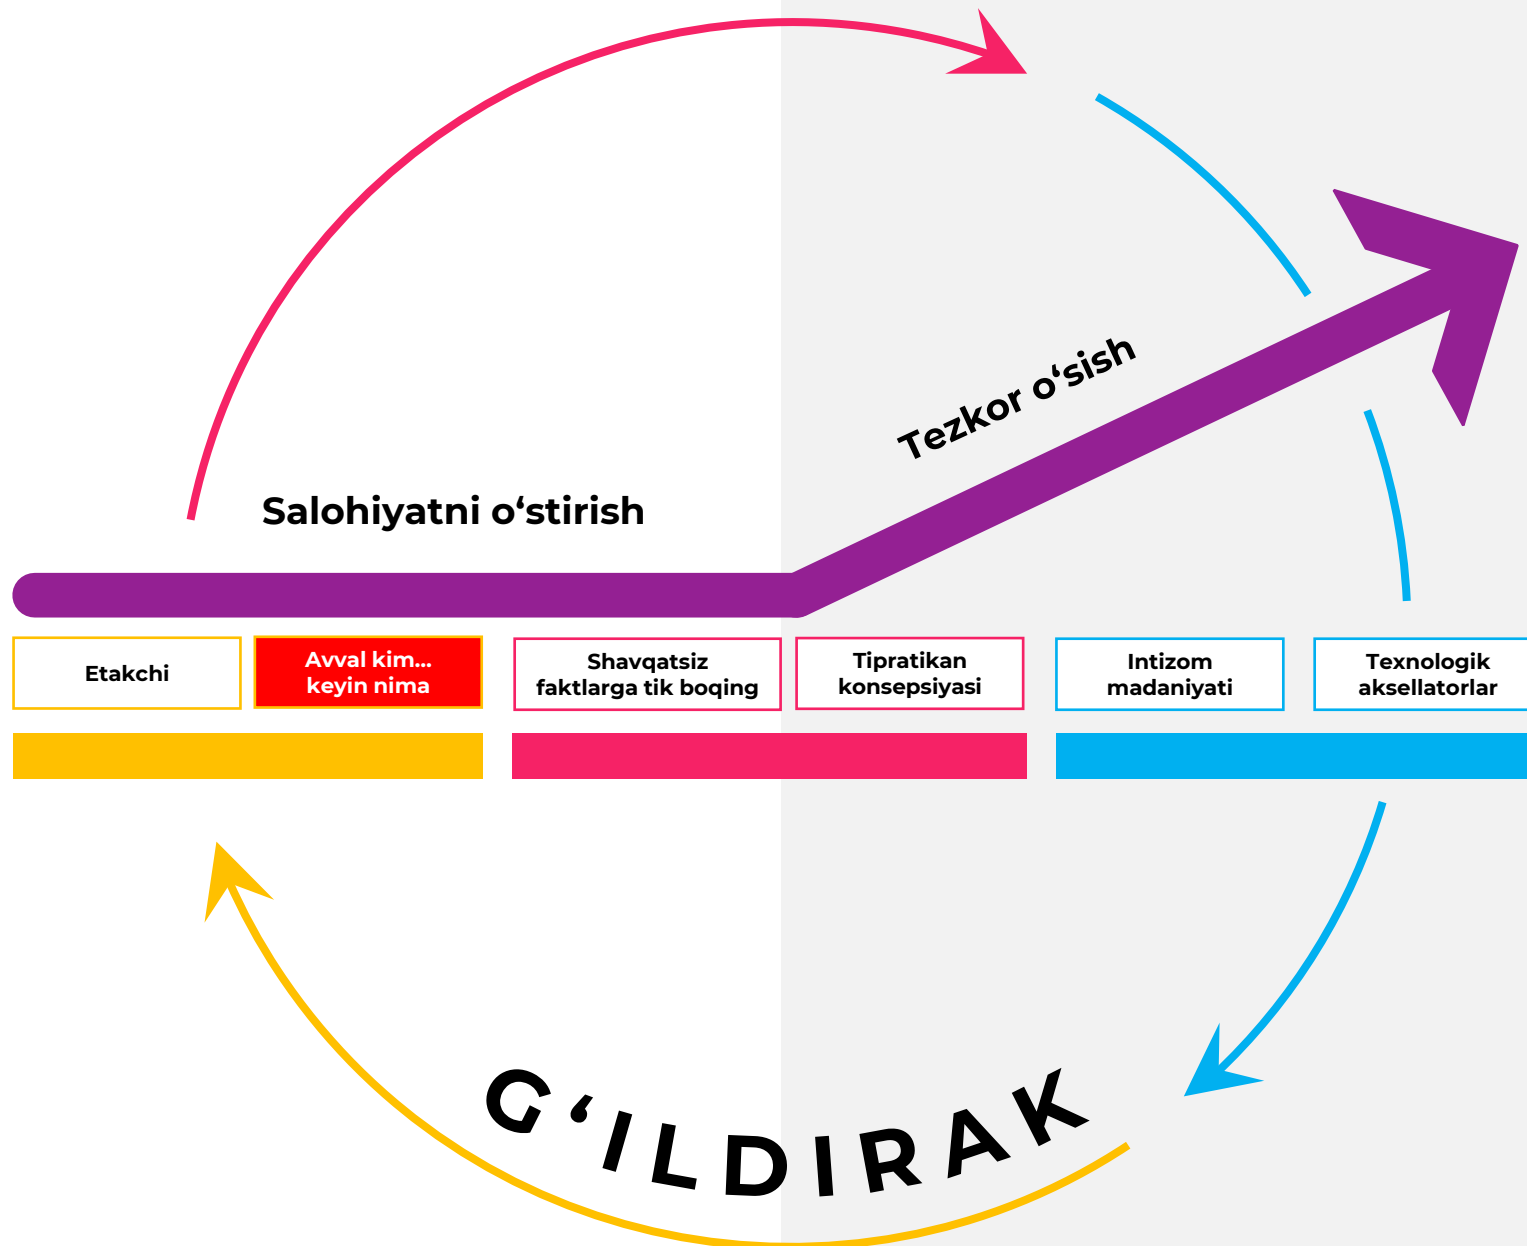 Tezkor o‘sish
Salohiyatni o‘stirish
Etakchi
Avval kim...
keyin nima
Shavqatsiz
faktlarga tik boqing
Tipratikan
konsepsiyasi
Intizom
madaniyati
Texnologik
aksellatorlar
G‘ILDIRAK